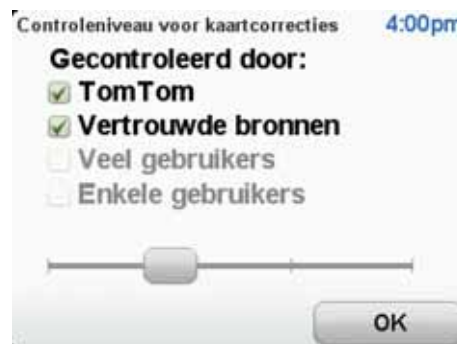 Controleniveau voor kaartcorrecties 4:00pm
Gecontroleerd door:
TomTom
Vertrouwde bronnen
Veel gebruikers
Enkele gebruikers
OK